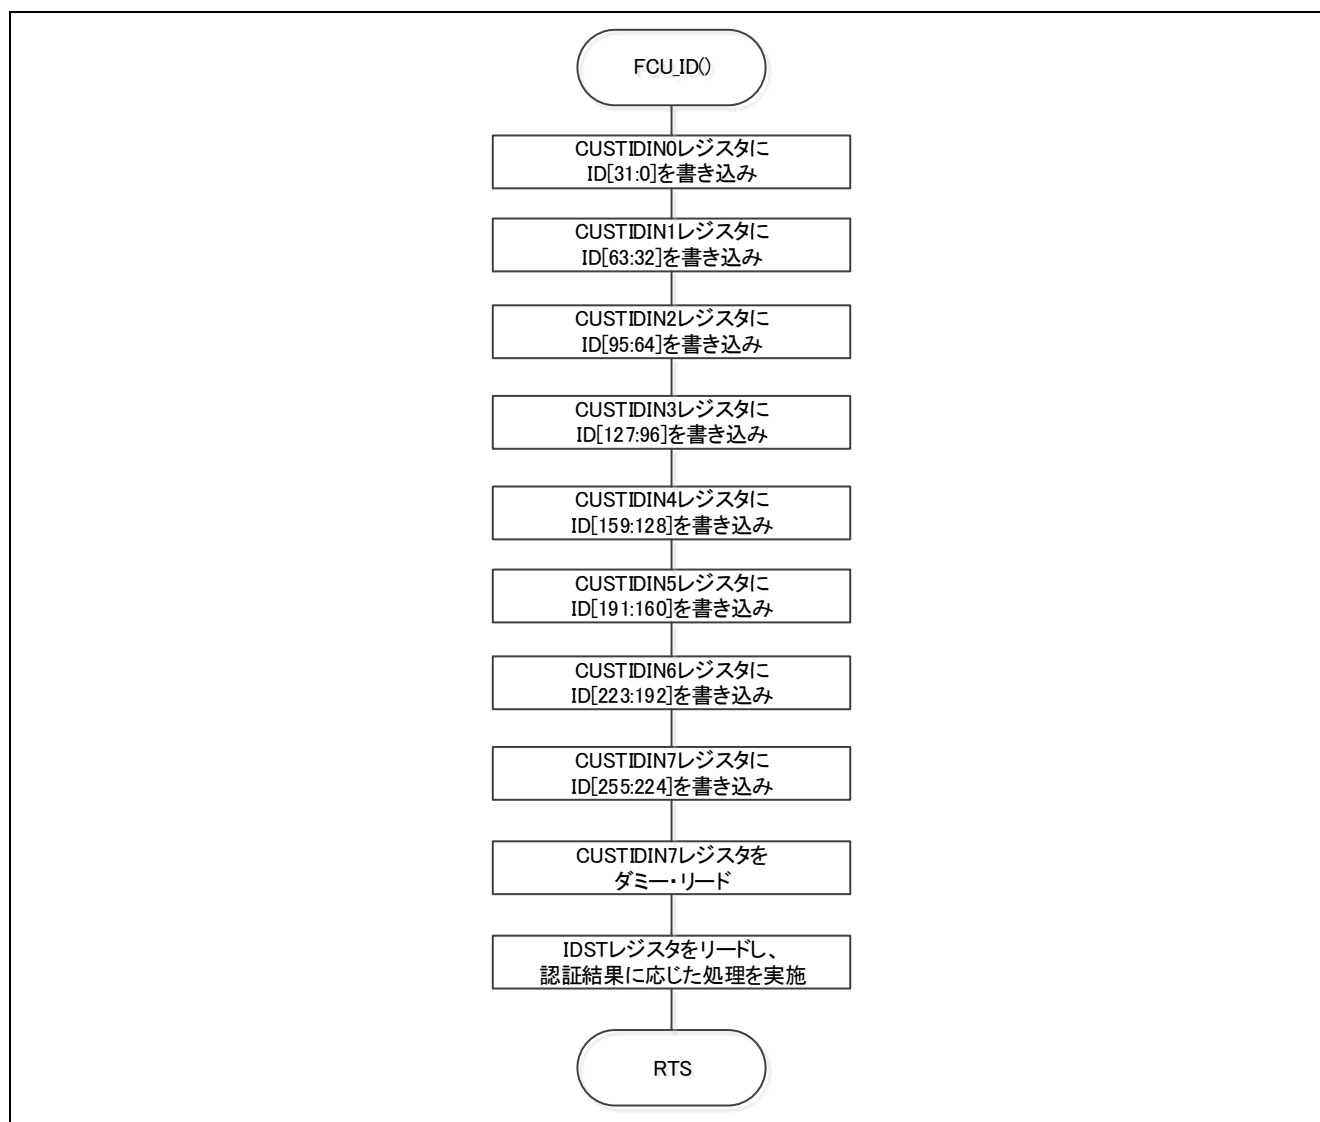 FCU_ID()
CUSTIDIN0レジスタに
ID[31:0]を書き込み
CUSTIDIN1レジスタに
ID[63:32]を書き込み
CUSTIDIN2レジスタに
ID[95:64]を書き込み
CUSTIDIN3レジスタに
ID[127:96]を書き込み
CUSTIDIN4レジスタに
ID[159:128]を書き込み
CUSTIDIN5レジスタに
ID[191:160]を書き込み
CUSTIDIN6レジスタに
ID[223:192]を書き込み
CUSTIDIN7レジスタに
ID[255:224]を書き込み
CUSTIDIN7レジスタを
ダミー・リード
IDSTレジスタをリードし、
認証結果に応じた処理を実施
RTS